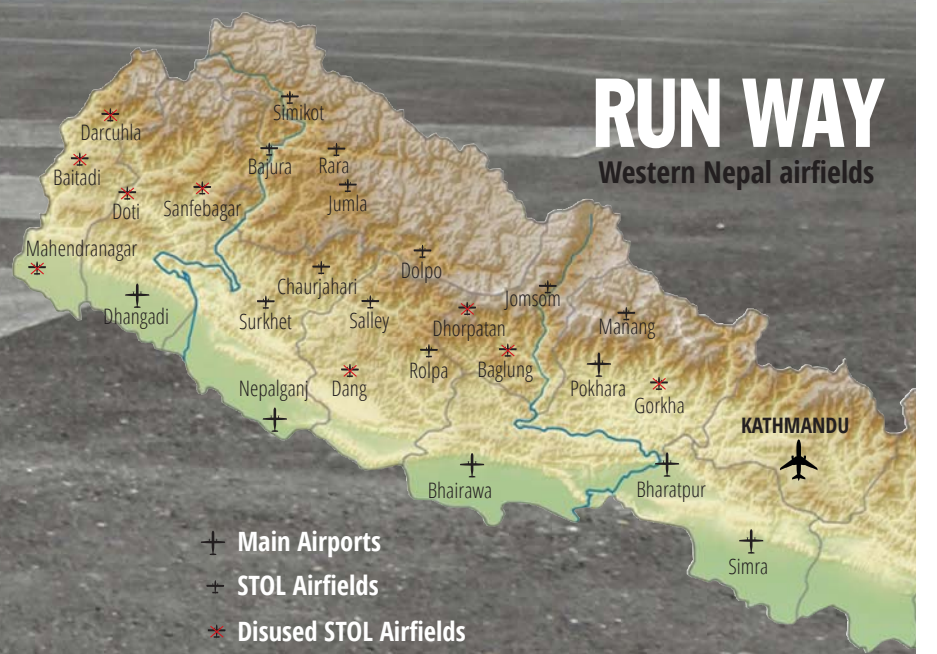 RUN WAY
Western Nepal airfields
Simikot
Darcuhla
Bajura
Rara
Baitadi
Jumla
Doti
Sanfebagar
Mahendranagar
Dolpo
Chaurjahari
Jomsom
Dhangadi
Surkhet
Salley
Dhorpatan
Manang
Rolpa
Baglung
Nepalganj
Dang
Pokhara
Gorkha
KATHMANDU
Bhairawa
Bharatpur
Simra
Main Airports
STOL Airfields
Disused STOL Airfields